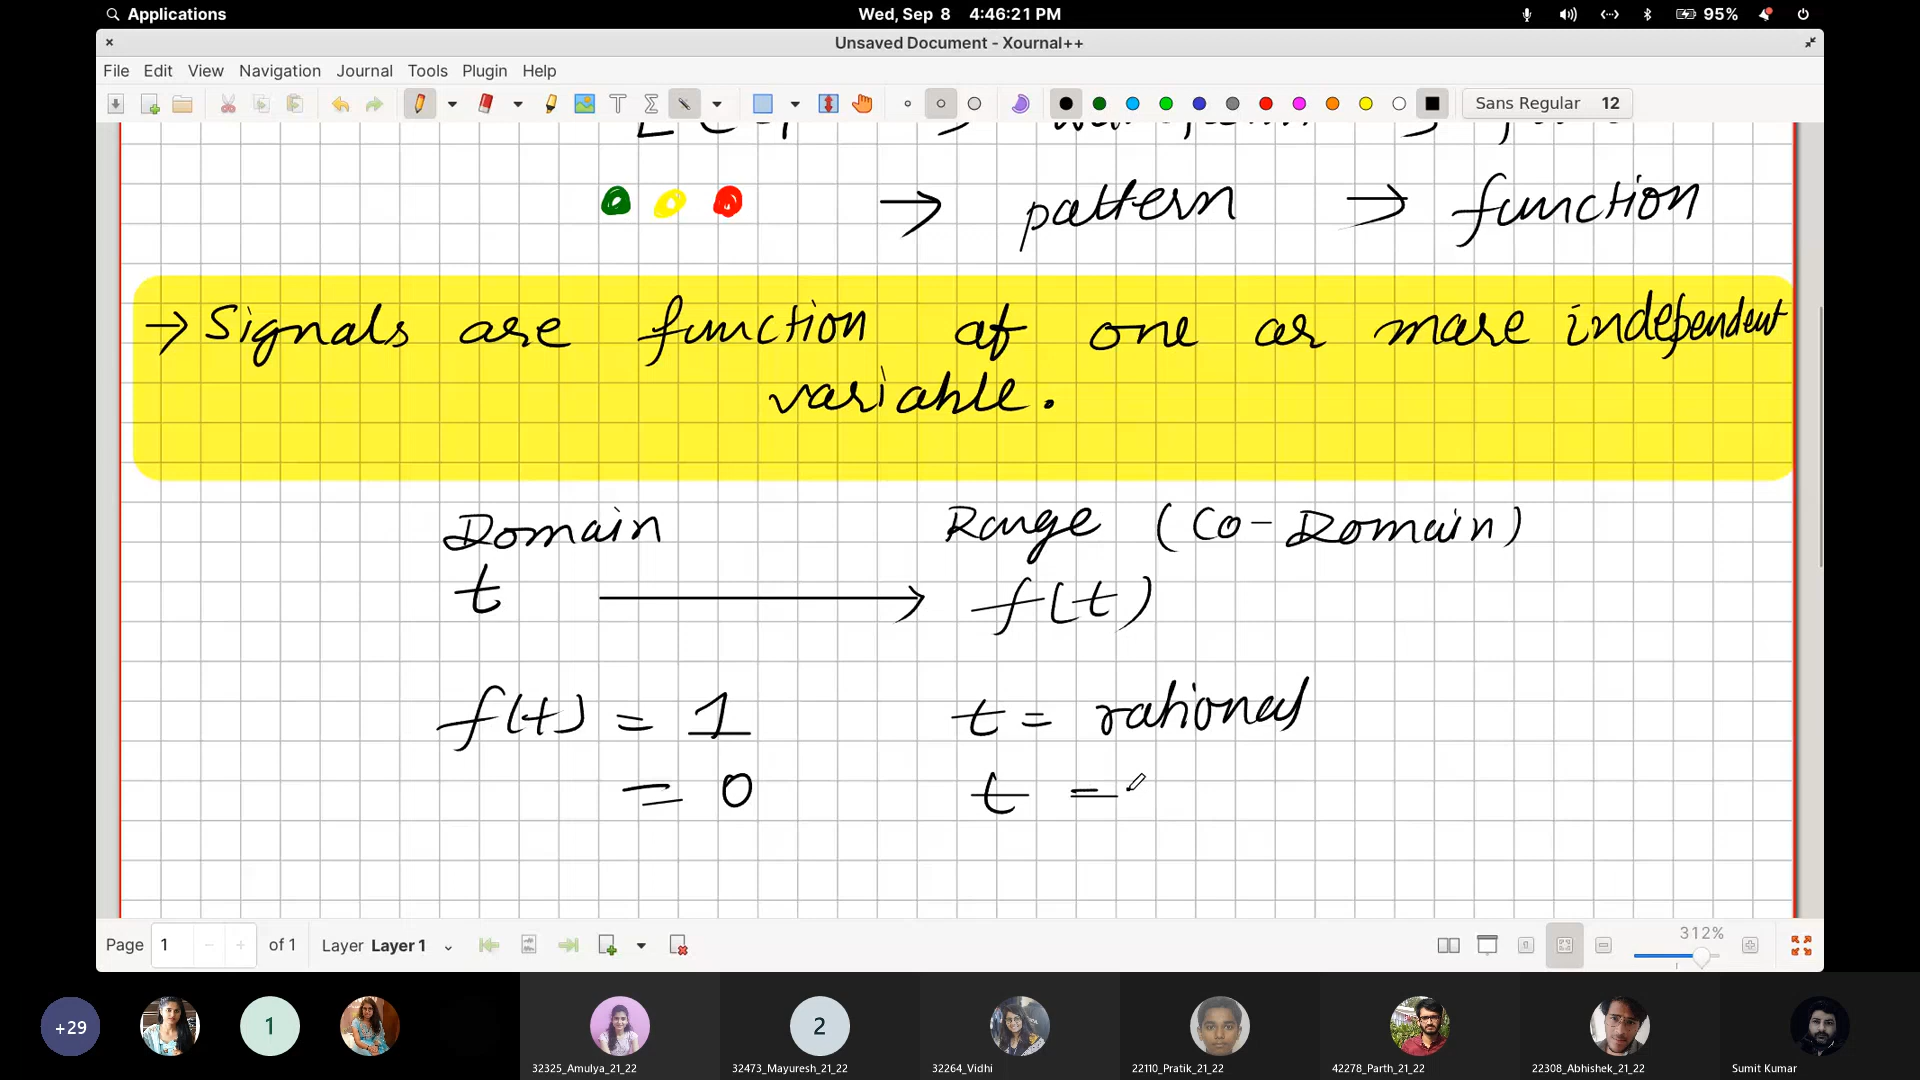 Applications
Wed, Sep 8 4:46:21 PM
95%
Unsaved Document - Xournal++
File Edit View Navigation Journal Tools Plugin Help
Sans Regular 12
→ pattern → function
→ Signals are function of one or more independent
variable.
Domain Range (Co-Domain)
t → f(t)
f(t) = 1 t = rational
= 0 t =
Page 1 of 1 Layer Layer 1 312%
+29 1 2
32325_Amulya_21_22 32473_Mayuresh_21_22 32264_Vidhi 22110_Pratik_21_22 42278_Parth_21_22 22308_Abhishek_21_22 Sumit Kumar